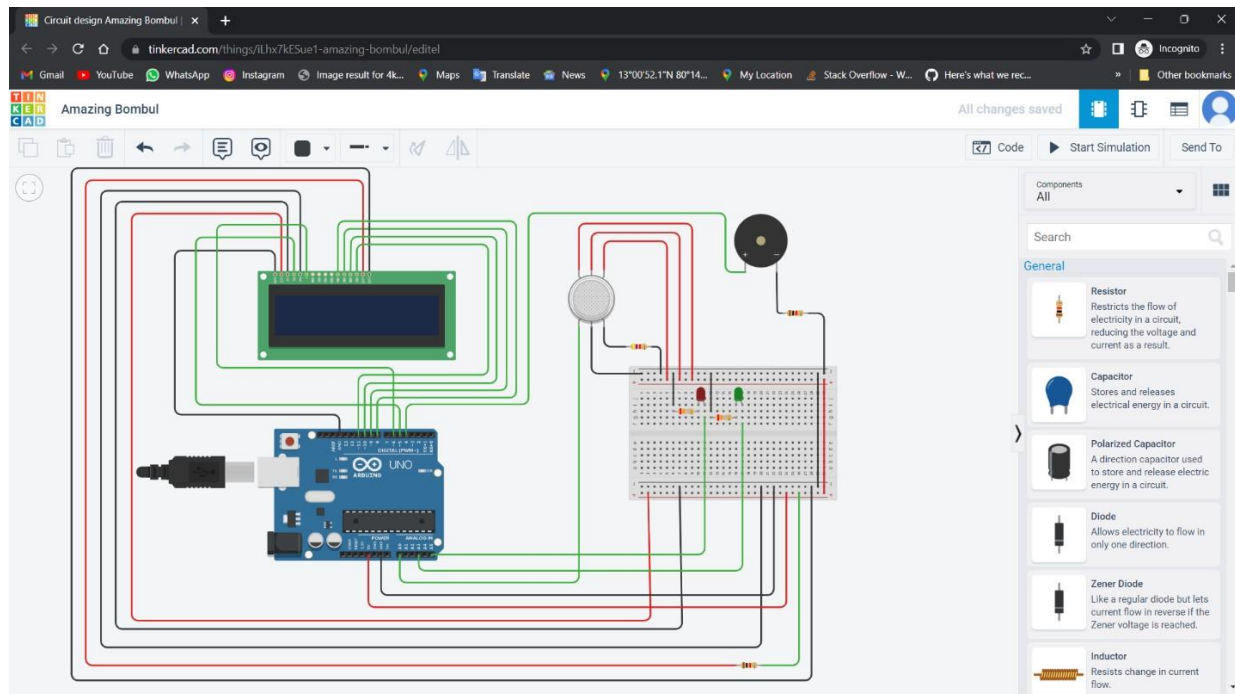 Circuit design Amazing Bombul |
tinkercad.com/things/iLhx7kESue1-amazing-bombul/editel
Incognito
Gmail
YouTube
WhatsApp
Instagram
Image result for 4k...
Maps
Translate
News
13°00'52.1"N 80°14...
My Location
Stack Overflow - W...
Here's what we rec...
»
Other bookmarks
TIN
KER
CAD
Amazing Bombul
All changes saved
Code
Start Simulation
Send To
Components
All
Search
General
Resistor
Restricts the flow of
electricity in a circuit,
reducing the voltage and
current as a result.
Capacitor
Stores and releases
electrical energy in a circuit.
Polarized Capacitor
A direction capacitor used
to store and release electric
energy in a circuit.
Diode
Allows electricity to flow in
only one direction.
Zener Diode
Like a regular diode but lets
current flow in reverse if the
Zener voltage is reached.
Inductor
Resists change in current
flow.
DIGITAL (PWM~)
UNO
ARDUINO
POWER
ANALOG IN